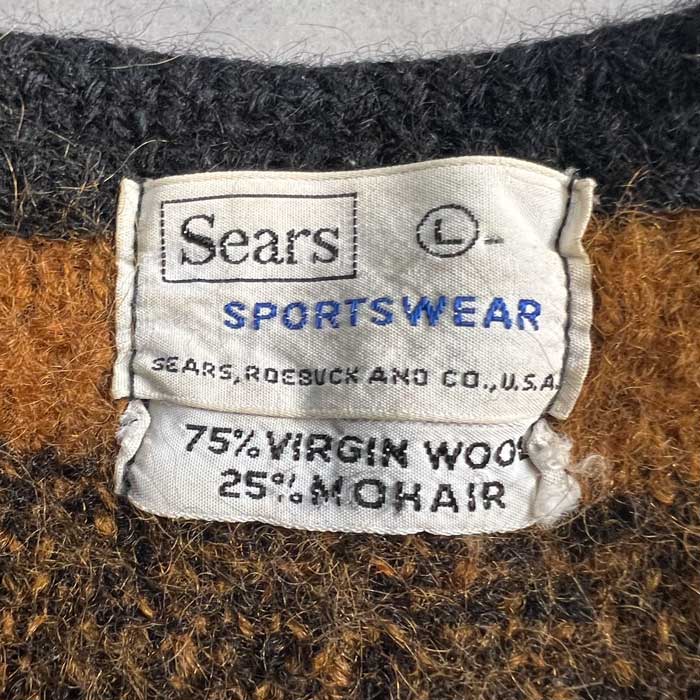 Sears L
SPORTSWEAR
SEARS, ROEBUCK AND CO., U.S.A.
75% VIRGIN WOOL
25% MOHAIR